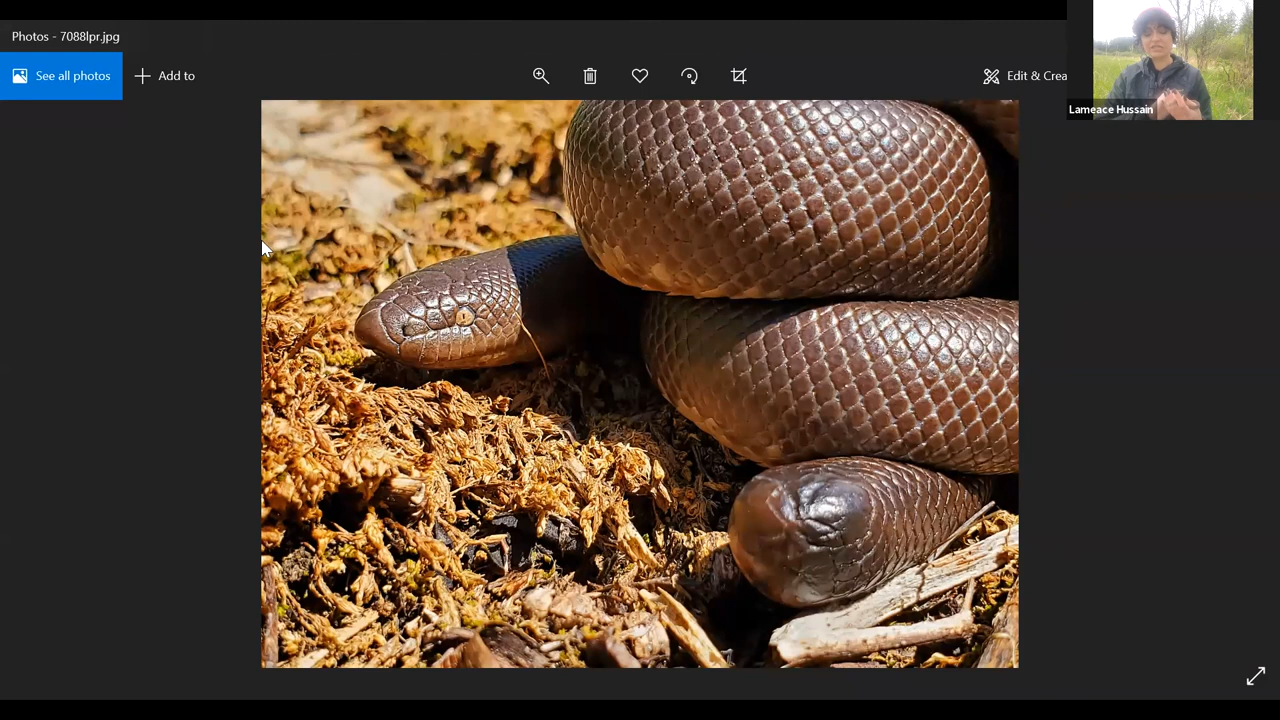 Photos - 7088lpr.jpg
See all photos
Add to
Edit & Crea
Lameace Hussain